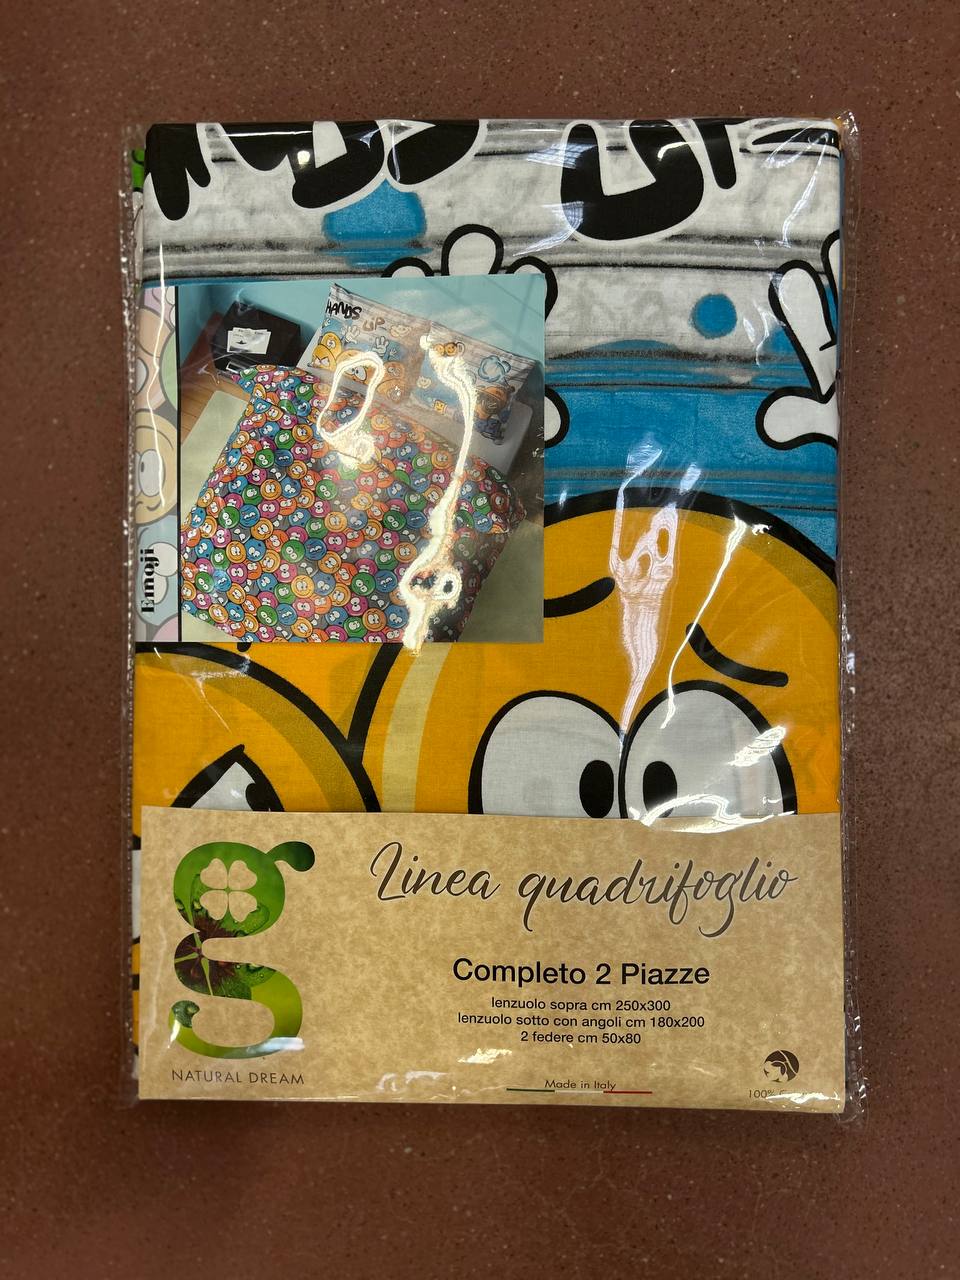 HANDS
UP
Emoji
Linea quadrifoglio
Completo 2 Piazze
lenzuolo sopra cm 250x300
lenzuolo sotto con angoli cm 180x200
2 federe cm 50x80
NATURAL DREAM
Made in Italy
100%